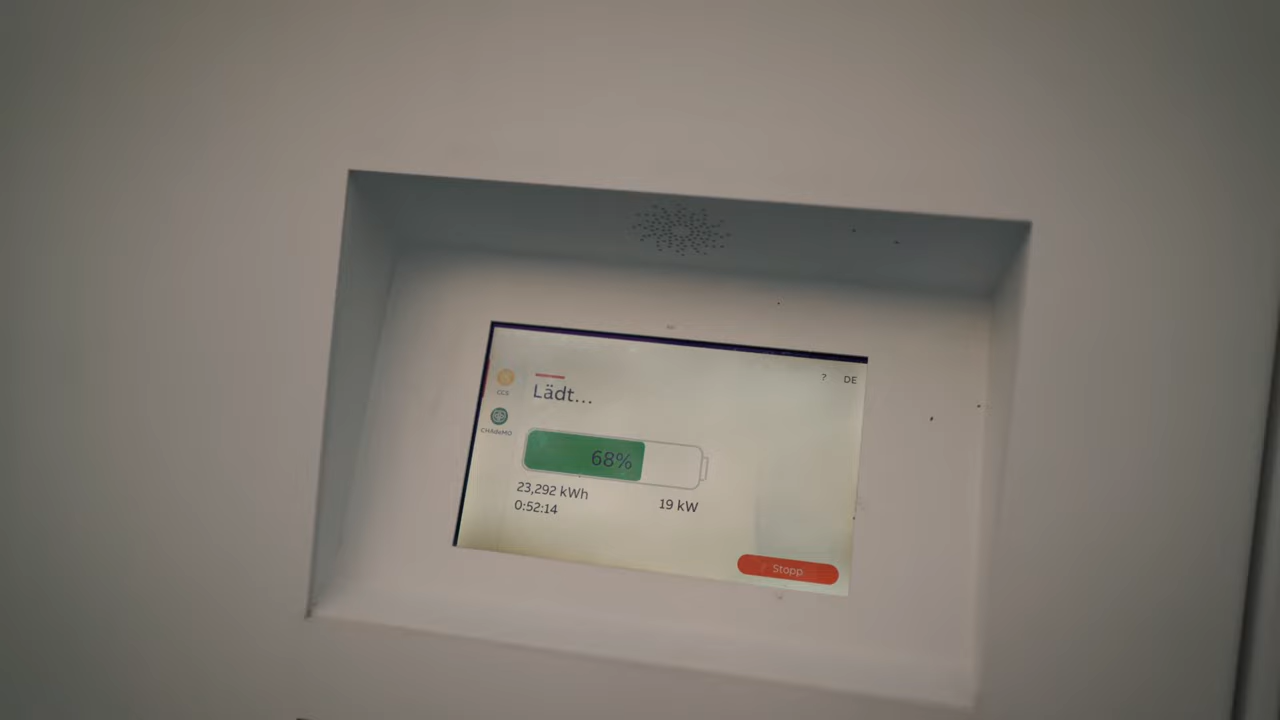 ? DE
Lädt...
CCS
CHAdeMO
68%
23,292 kWh
19 kW
0:52:14
Stopp